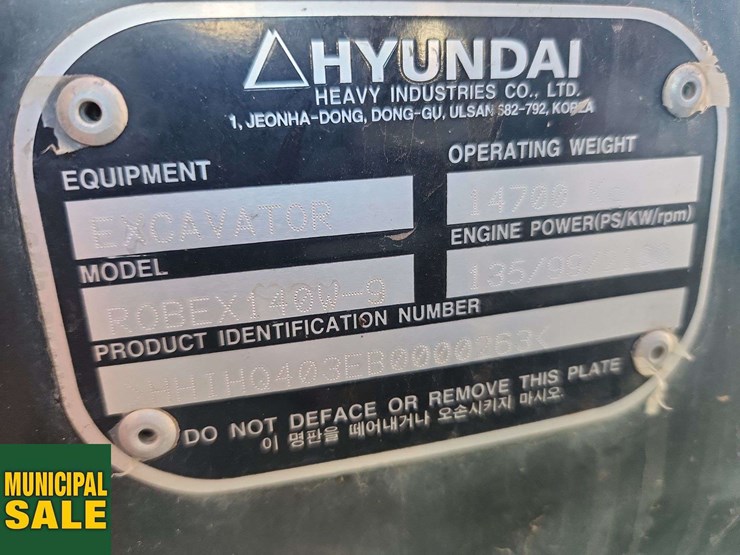 HYUNDAI
HEAVY INDUSTRIES CO., LTD.
1, JEONHA-DONG, DONG-GU, ULSAN 682-792, KOREA
EQUIPMENT
EXCAVATOR
OPERATING WEIGHT
14700
MODEL
ROBEX140W-9
ENGINE POWER(PS/KW/rpm)
PRODUCT IDENTIFICATION NUMBER
DO NOT DEFACE OR REMOVE THIS PLATE
이 명판을 떼어내거나 오손시키지 마시오.
MUNICIPAL
SALE